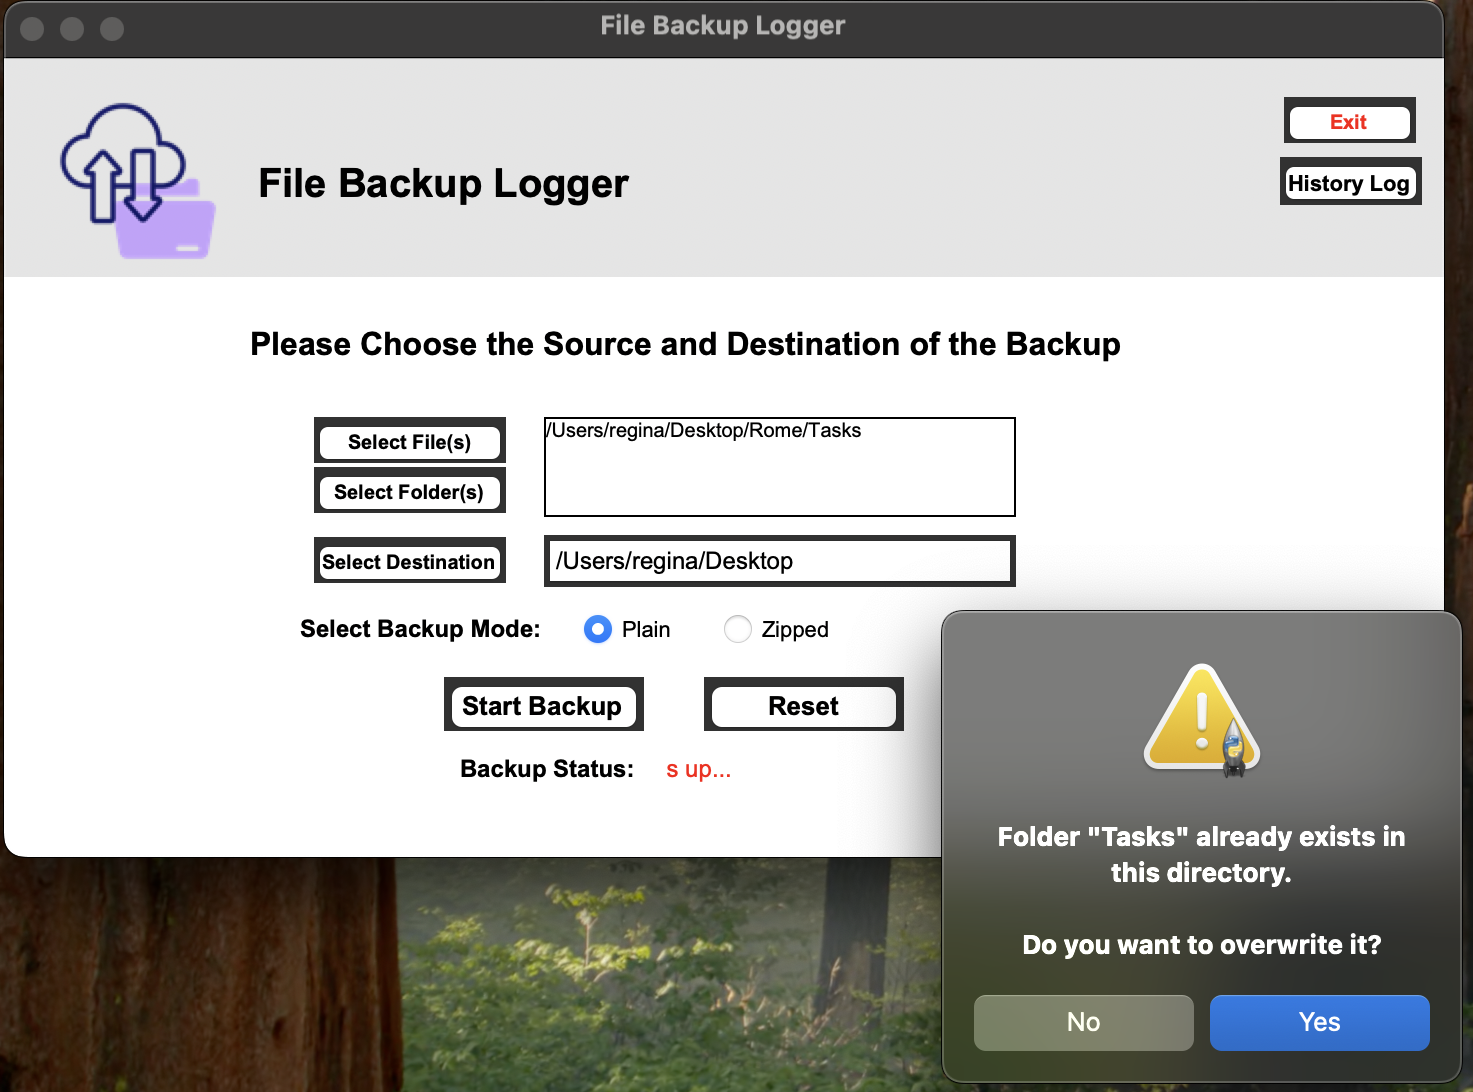 File Backup Logger
Exit
File Backup Logger
History Log
Please Choose the Source and Destination of the Backup
Select File(s)
/Users/regina/Desktop/Rome/Tasks
Select Folder(s)
Select Destination
/Users/regina/Desktop
Select Backup Mode:
Plain
Zipped
Start Backup
Reset
Backup Status:
s up...
Folder "Tasks" already exists in
this directory.
Do you want to overwrite it?
No
Yes